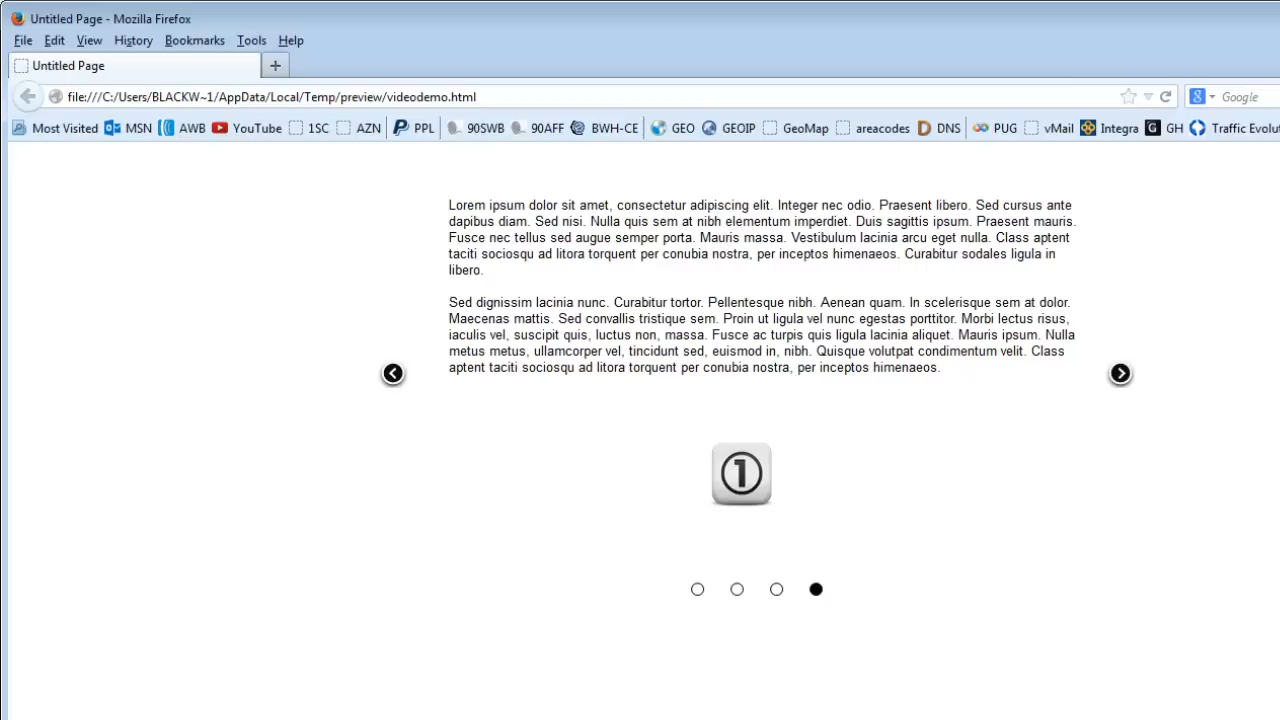 Untitled Page - Mozilla Firefox
File Edit View History Bookmarks Tools Help
Untitled Page +
file:///C:/Users/BLACKW~1/AppData/Local/Temp/preview/videodemo.html 8 Google
Most Visited MSN AWB YouTube 1SC AZN PPL 90SWB 90AFF BWH-CE GEO GEOIP GeoMap areacodes DNS PUG vMail Integra GH Traffic Evolu
Lorem ipsum dolor sit amet, consectetur adipiscing elit. Integer nec odio. Praesent libero. Sed cursus ante
dapibus diam. Sed nisi. Nulla quis sem at nibh elementum imperdiet. Duis sagittis ipsum. Praesent mauris.
Fusce nec tellus sed augue semper porta. Mauris massa. Vestibulum lacinia arcu eget nulla. Class aptent
taciti sociosqu ad litora torquent per conubia nostra, per inceptos himenaeos. Curabitur sodales ligula in
libero.
Sed dignissim lacinia nunc. Curabitur tortor. Pellentesque nibh. Aenean quam. In scelerisque sem at dolor.
Maecenas mattis. Sed convallis tristique sem. Proin ut ligula vel nunc egestas porttitor. Morbi lectus risus,
iaculis vel, suscipit quis, luctus non, massa. Fusce ac turpis quis ligula lacinia aliquet. Mauris ipsum. Nulla
metus metus, ullamcorper vel, tincidunt sed, euismod in, nibh. Quisque volutpat condimentum velit. Class
aptent taciti sociosqu ad litora torquent per conubia nostra, per inceptos himenaeos.
1